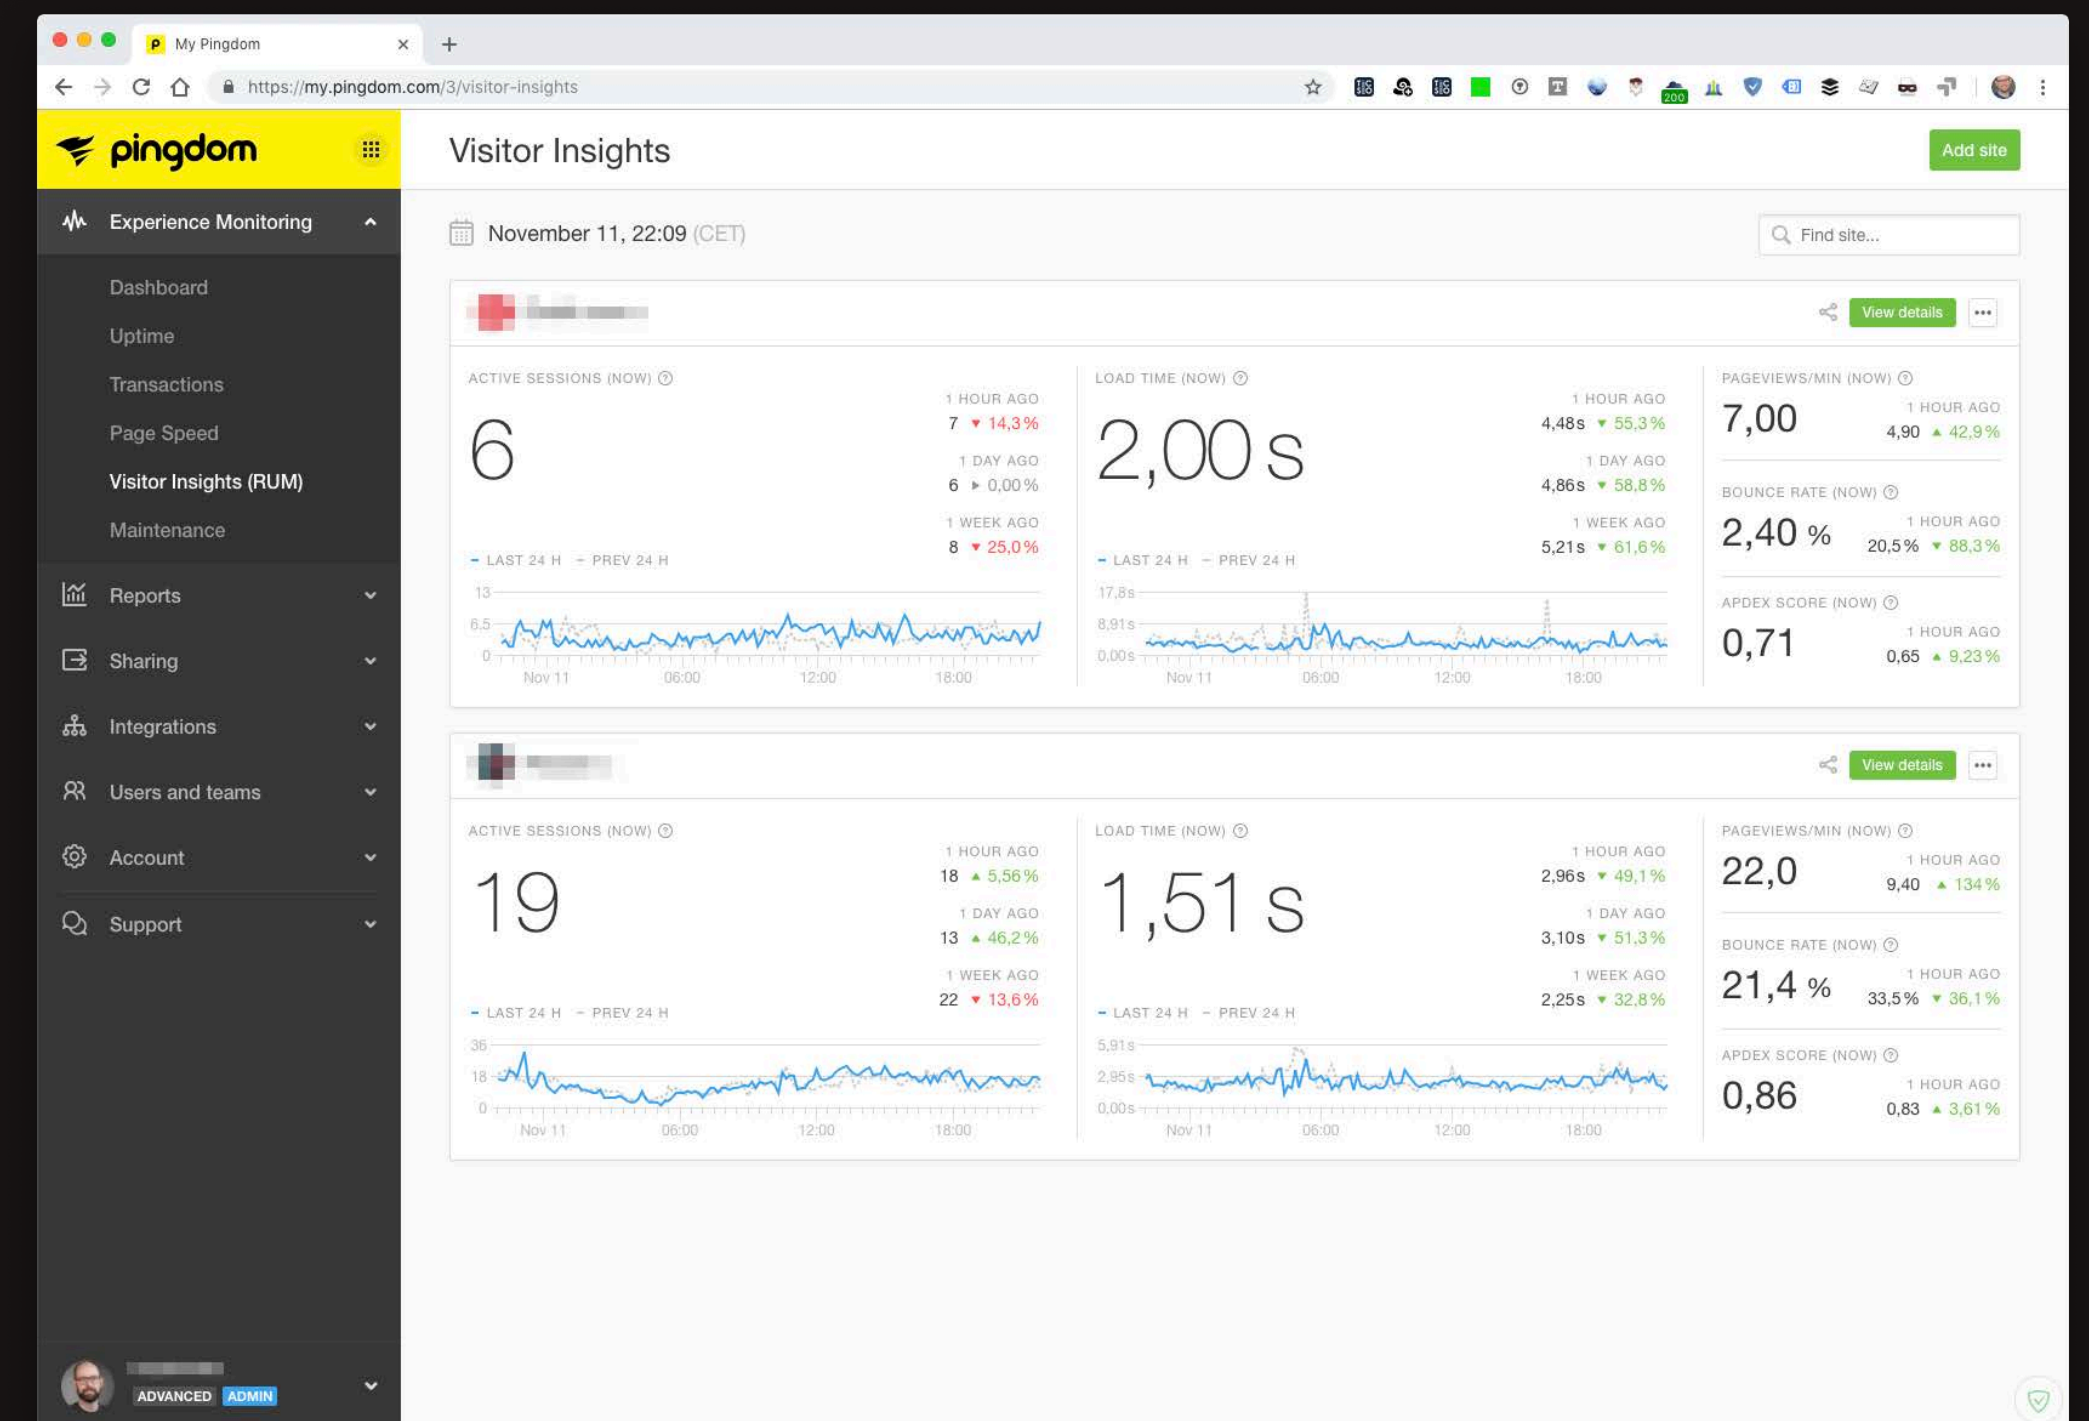 My Pingdom
https://my.pingdom.com/3/visitor-insights
200
pingdom
Visitor Insights
Add site
Experience Monitoring
Dashboard
Uptime
Transactions
Page Speed
Visitor Insights (RUM)
Maintenance
Reports
Sharing
Integrations
Users and teams
Account
Support
ADVANCED ADMIN
November 11, 22:09 (CET)
Find site...
View details
ACTIVE SESSIONS (NOW)
6
1 HOUR AGO
7 ▼ 14,3 %
1 DAY AGO
6 ▶ 0,00 %
1 WEEK AGO
8 ▼ 25,0 %
LAST 24 H – PREV 24 H
13
6.5
0
Nov 11 06:00 12:00 18:00
LOAD TIME (NOW)
2,00 s
1 HOUR AGO
4,48s ▼ 55,3 %
1 DAY AGO
4,86s ▼ 58,8 %
1 WEEK AGO
5,21s ▼ 61,6 %
LAST 24 H – PREV 24 H
17,8s
8,91s
0,00s
Nov 11 06:00 12:00 18:00
PAGEVIEWS/MIN (NOW)
7,00
1 HOUR AGO
4,90 ▲ 42,9 %
BOUNCE RATE (NOW)
2,40 %
1 HOUR AGO
20,5 % ▼ 88,3 %
APDEX SCORE (NOW)
0,71
1 HOUR AGO
0,65 ▲ 9,23 %
View details
ACTIVE SESSIONS (NOW)
19
1 HOUR AGO
18 ▲ 5,56 %
1 DAY AGO
13 ▲ 46,2 %
1 WEEK AGO
22 ▼ 13,6 %
LAST 24 H – PREV 24 H
36
18
0
Nov 11 06:00 12:00 18:00
LOAD TIME (NOW)
1,51 s
1 HOUR AGO
2,96s ▼ 49,1 %
1 DAY AGO
3,10s ▼ 51,3 %
1 WEEK AGO
2,25s ▼ 32,8 %
LAST 24 H – PREV 24 H
5,91s
2,95s
0,00s
Nov 11 06:00 12:00 18:00
PAGEVIEWS/MIN (NOW)
22,0
1 HOUR AGO
9,40 ▲ 134 %
BOUNCE RATE (NOW)
21,4 %
1 HOUR AGO
33,5 % ▼ 36,1 %
APDEX SCORE (NOW)
0,86
1 HOUR AGO
0,83 ▲ 3,61 %